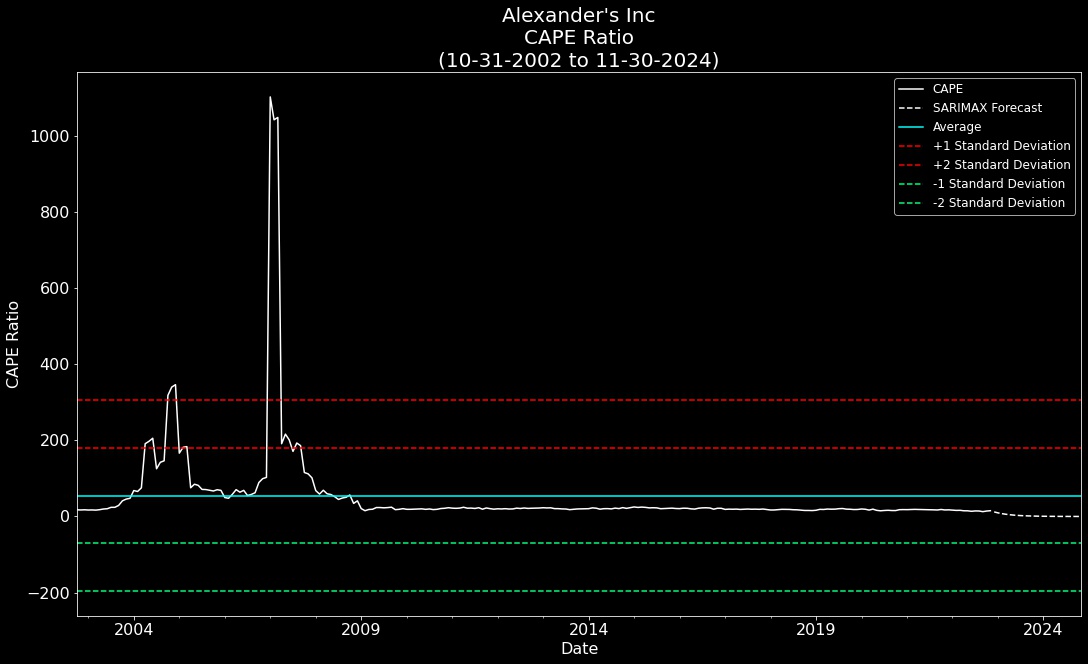 Alexander's Inc
CAPE Ratio
(10-31-2002 to 11-30-2024)
CAPE
SARIMAX Forecast
Average
+1 Standard Deviation
+2 Standard Deviation
-1 Standard Deviation
-2 Standard Deviation
CAPE Ratio
1000
800
600
400
200
0
−200
2004
2009
2014
2019
2024
Date